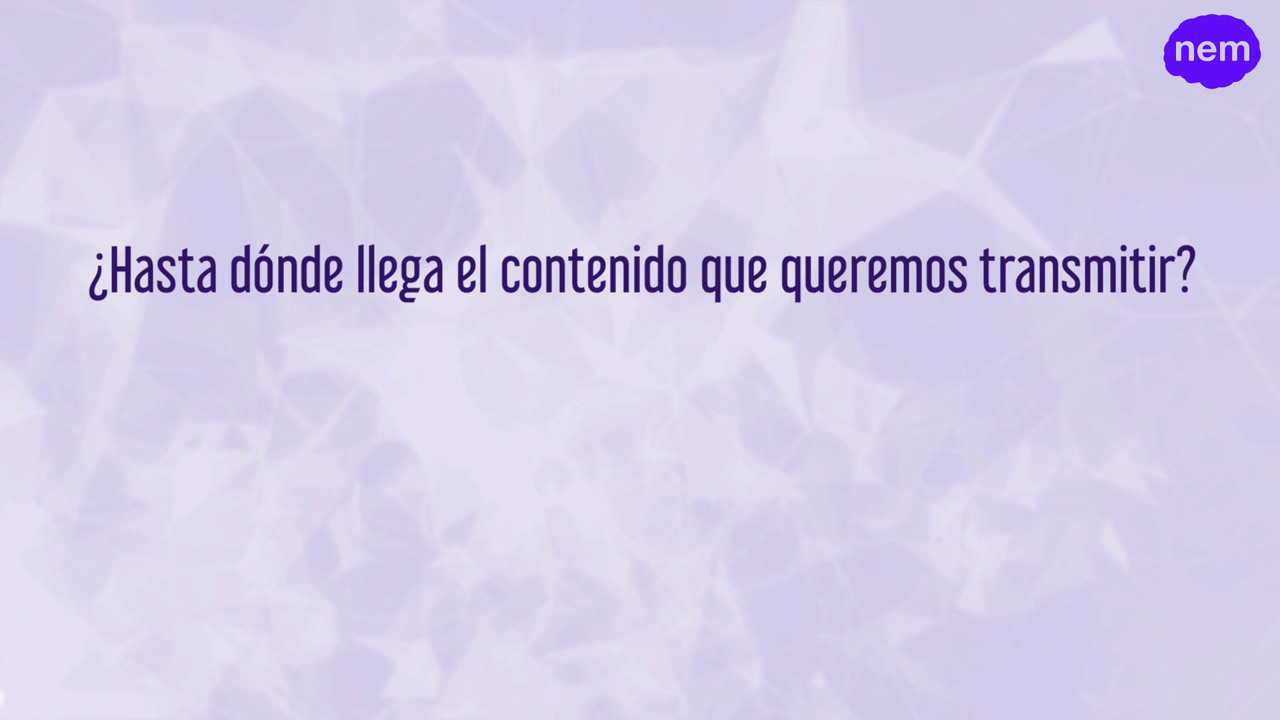 nem
¿Hasta dónde llega el contenido que queremos transmitir?